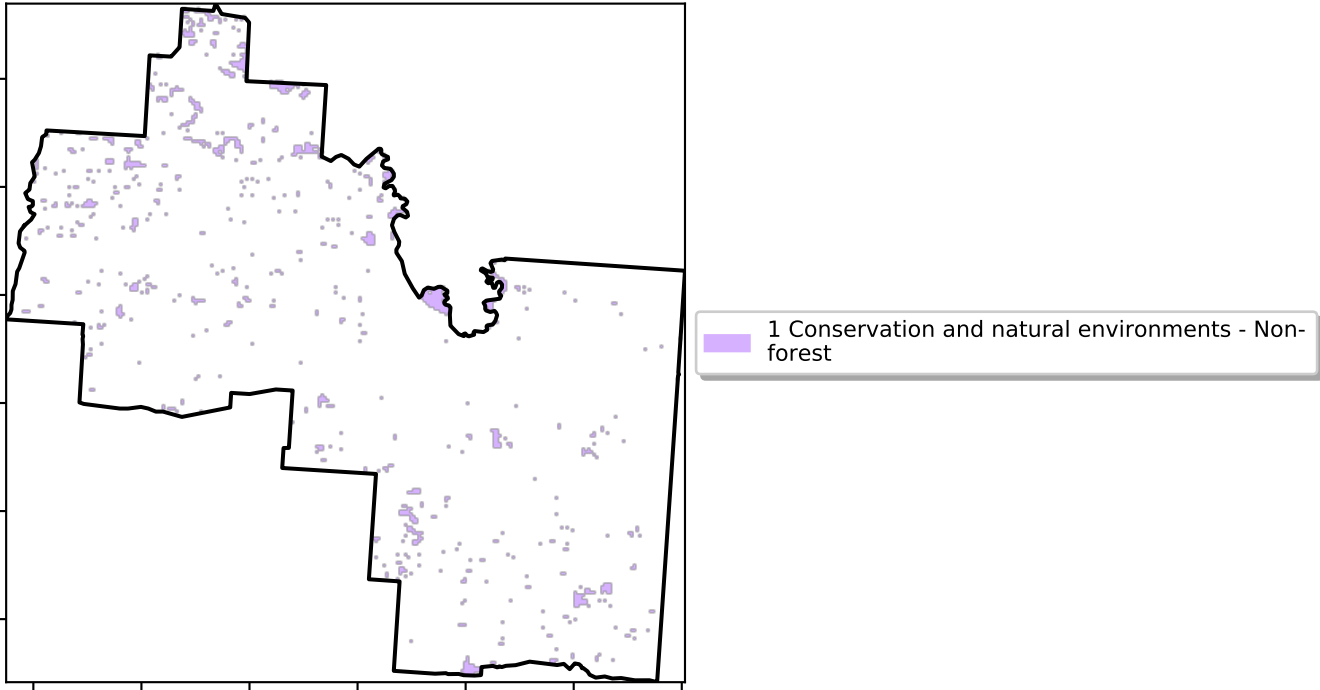 1 Conservation and natural environments - Non-
forest